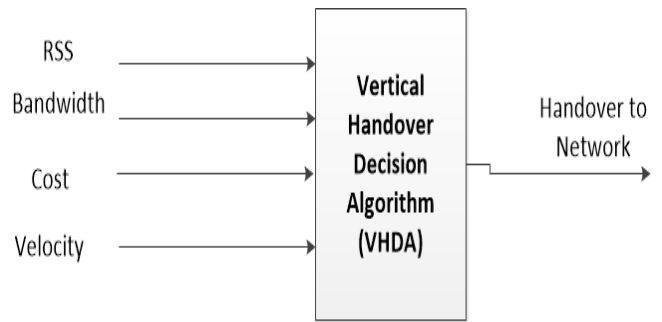 RSS
Bandwidth
Cost
Velocity
Vertical
Handover
Decision
Algorithm
(VHDA)
Handover to
Network